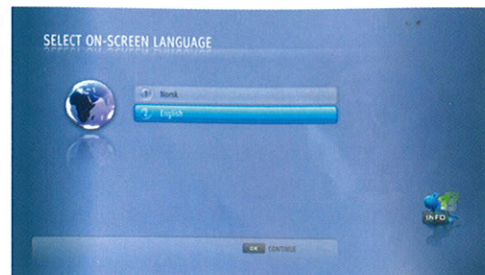 SELECT ON-SCREEN LANGUAGE
1 Norsk
2 English
INFO
OK CONTINUE